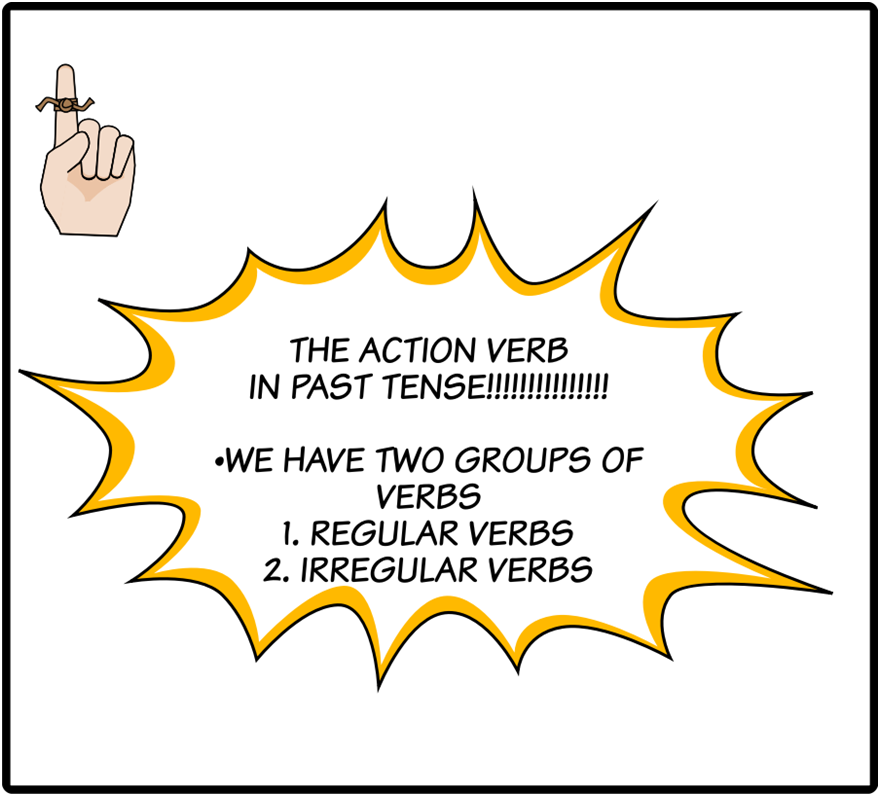 THE ACTION VERB
IN PAST TENSE!!!!!!!!!!!!!!!
•WE HAVE TWO GROUPS OF
VERBS
1. REGULAR VERBS
2. IRREGULAR VERBS